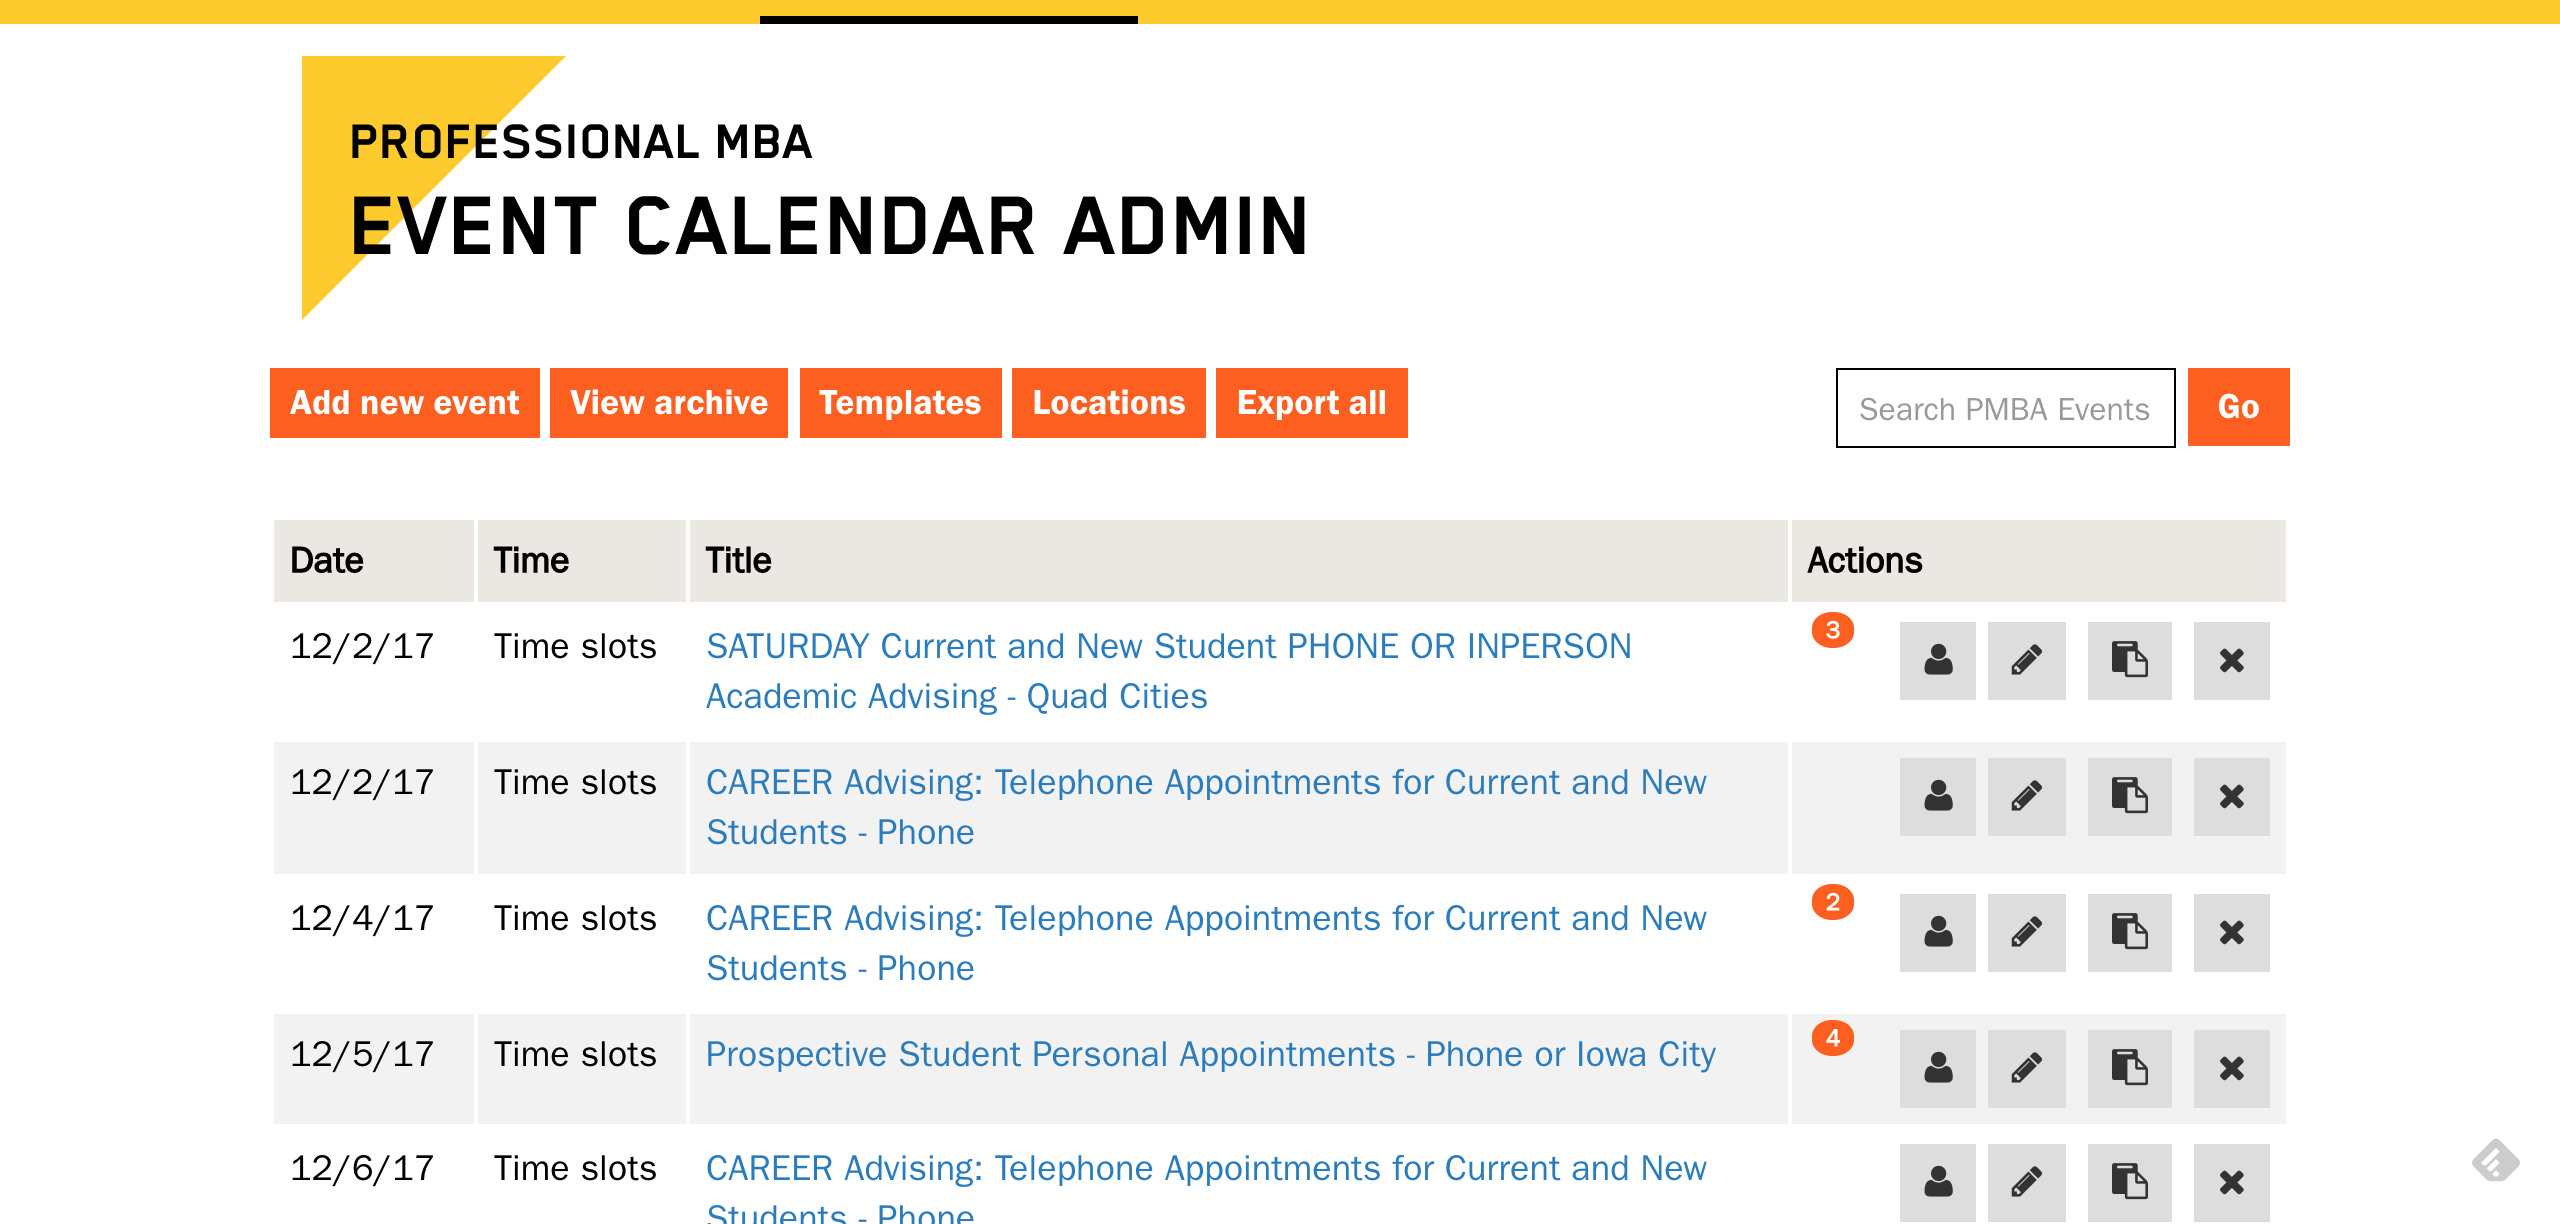 PROFESSIONAL MBA
EVENT CALENDAR ADMIN
Add new event
View archive
Templates
Locations
Export all
Search PMBA Events
Go
Date
Time
Title
Actions
12/2/17
Time slots
SATURDAY Current and New Student PHONE OR INPERSON
Academic Advising - Quad Cities
3
12/2/17
Time slots
CAREER Advising: Telephone Appointments for Current and New
Students - Phone
12/4/17
Time slots
CAREER Advising: Telephone Appointments for Current and New
Students - Phone
2
12/5/17
Time slots
Prospective Student Personal Appointments - Phone or Iowa City
4
12/6/17
Time slots
CAREER Advising: Telephone Appointments for Current and New
Students - Phone